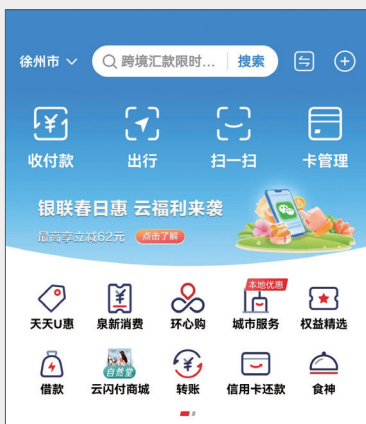 徐州市 跨境汇款限时... 搜索
收付款 出行 扫一扫 卡管理
银联春日惠 云福利来袭
最高享立减62元 点击了解
本地优惠
天天U惠 泉新消费 环心购 城市服务 权益精选
自然堂
借款 云闪付商城 转账 信用卡还款 食神